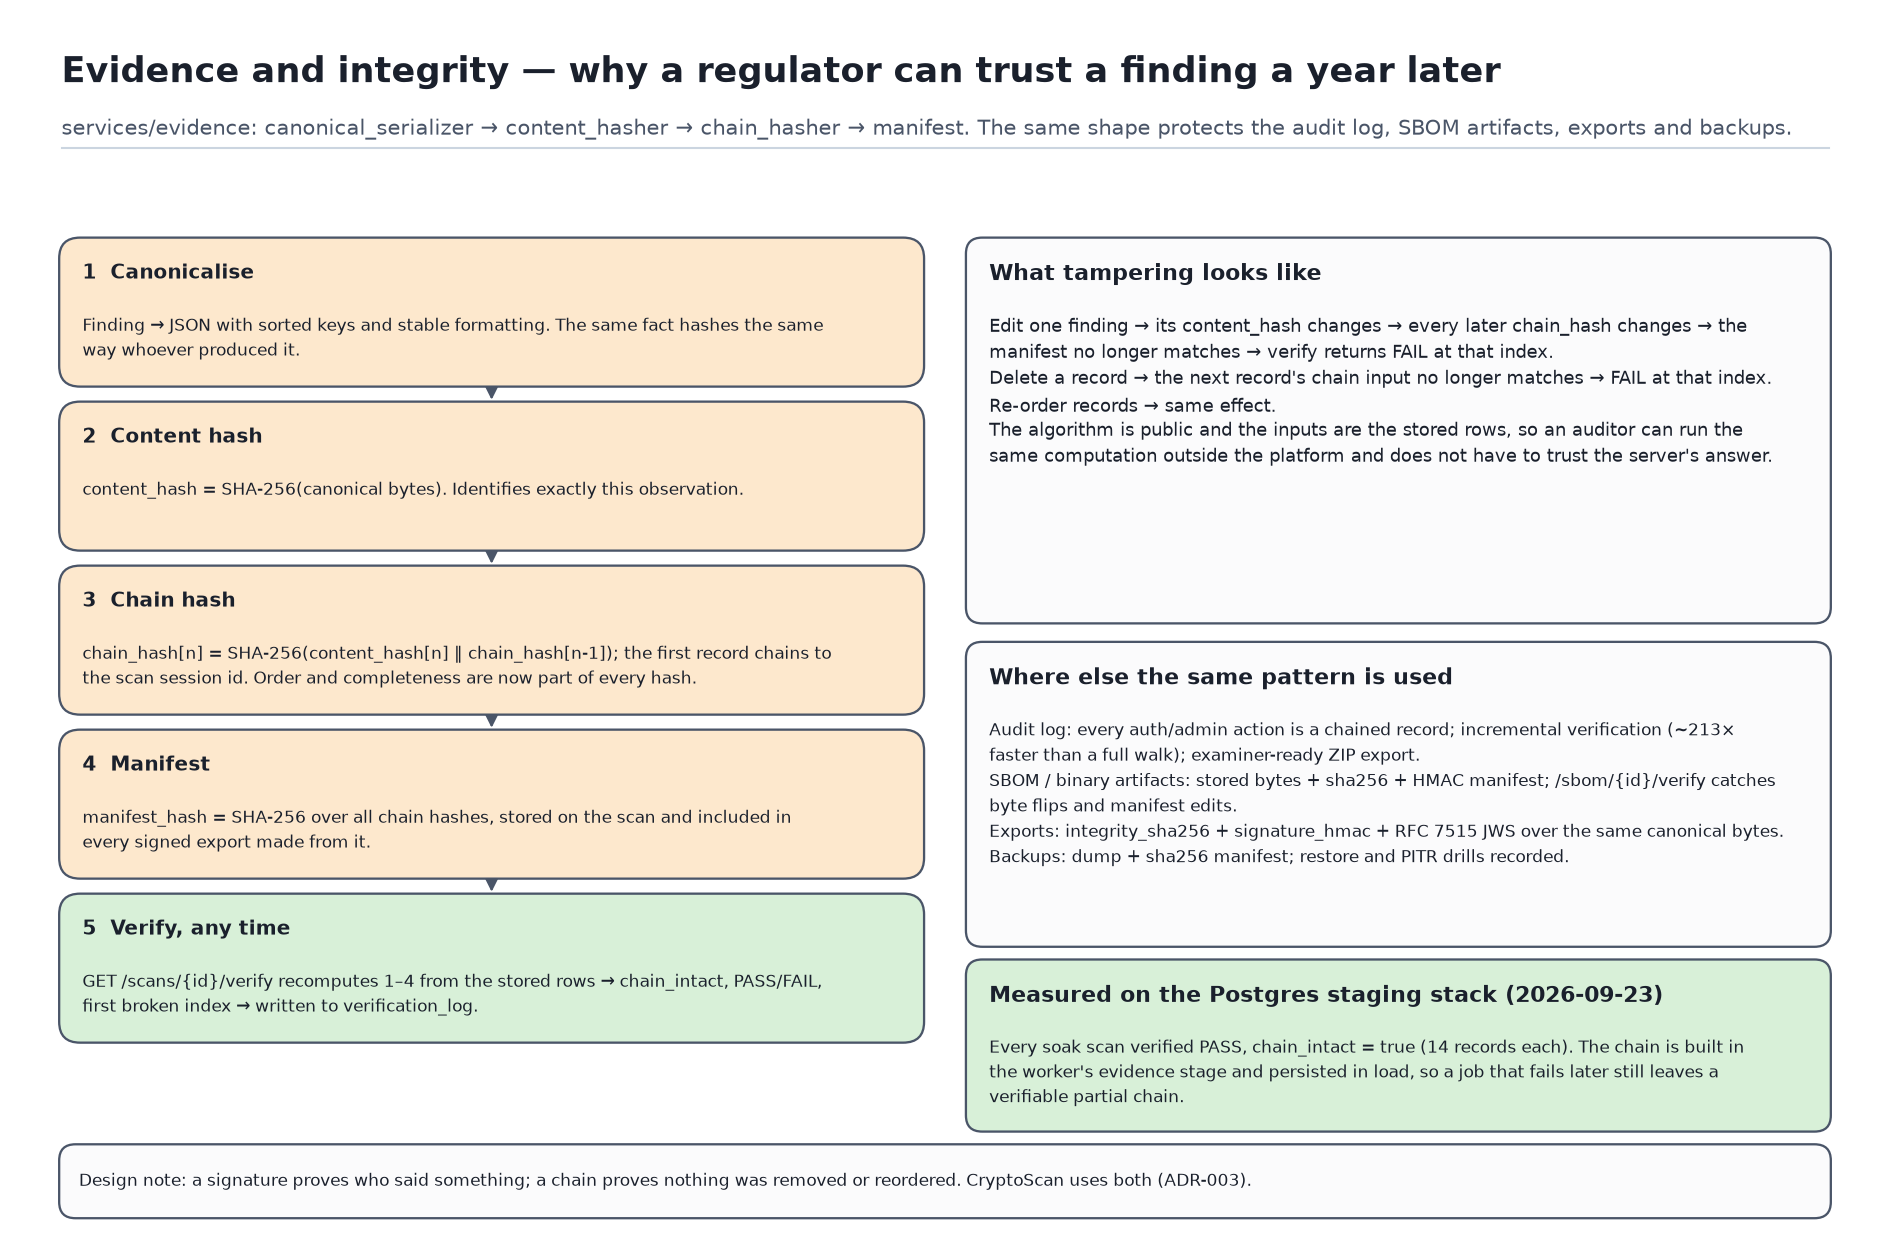 Evidence and integrity — why a regulator can trust a finding a year later
services/evidence: canonical_serializer → content_hasher → chain_hasher → manifest. The same shape protects the audit log, SBOM artifacts, exports and backups.
1  Canonicalise
Finding → JSON with sorted keys and stable formatting. The same fact hashes the same
way whoever produced it.
2  Content hash
content_hash = SHA-256(canonical bytes). Identifies exactly this observation.
3  Chain hash
chain_hash[n] = SHA-256(content_hash[n] ‖ chain_hash[n-1]); the first record chains to
the scan session id. Order and completeness are now part of every hash.
4  Manifest
manifest_hash = SHA-256 over all chain hashes, stored on the scan and included in
every signed export made from it.
5  Verify, any time
GET /scans/{id}/verify recomputes 1–4 from the stored rows → chain_intact, PASS/FAIL,
first broken index → written to verification_log.
What tampering looks like
Edit one finding → its content_hash changes → every later chain_hash changes → the
manifest no longer matches → verify returns FAIL at that index.
Delete a record → the next record's chain input no longer matches → FAIL at that index.
Re-order records → same effect.
The algorithm is public and the inputs are the stored rows, so an auditor can run the
same computation outside the platform and does not have to trust the server's answer.
Where else the same pattern is used
Audit log: every auth/admin action is a chained record; incremental verification (~213×
faster than a full walk); examiner-ready ZIP export.
SBOM / binary artifacts: stored bytes + sha256 + HMAC manifest; /sbom/{id}/verify catches
byte flips and manifest edits.
Exports: integrity_sha256 + signature_hmac + RFC 7515 JWS over the same canonical bytes.
Backups: dump + sha256 manifest; restore and PITR drills recorded.
Measured on the Postgres staging stack (2026-09-23)
Every soak scan verified PASS, chain_intact = true (14 records each). The chain is built in
the worker's evidence stage and persisted in load, so a job that fails later still leaves a
verifiable partial chain.
Design note: a signature proves who said something; a chain proves nothing was removed or reordered. CryptoScan uses both (ADR-003).